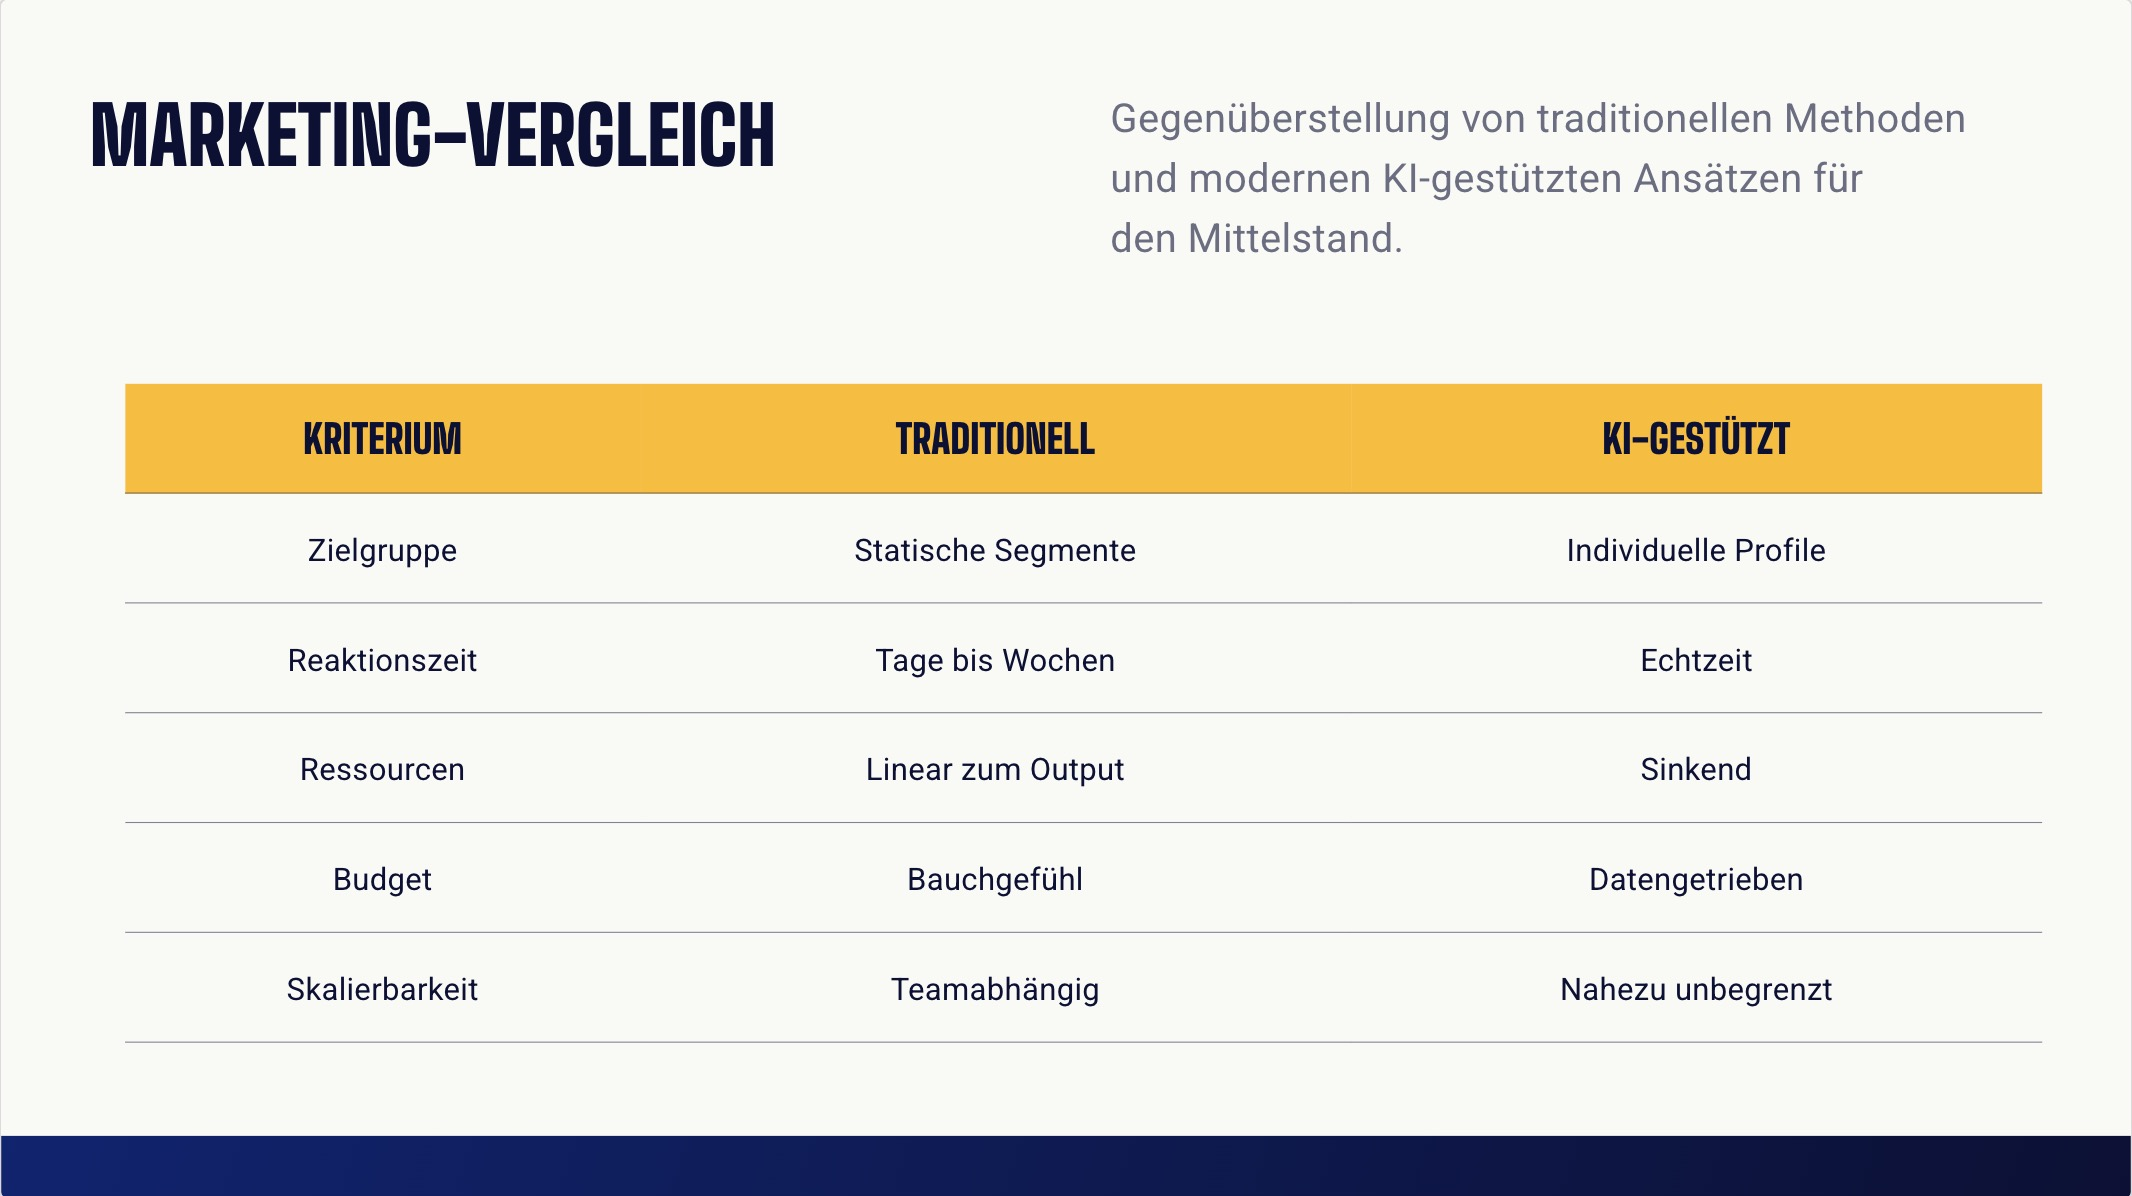 MARKETING-VERGLEICH
Gegenüberstellung von traditionellen Methoden
und modernen KI-gestützten Ansätzen für
den Mittelstand.
KRITERIUM TRADITIONELL KI-GESTÜTZT
Zielgruppe Statische Segmente Individuelle Profile
Reaktionszeit Tage bis Wochen Echtzeit
Ressourcen Linear zum Output Sinkend
Budget Bauchgefühl Datengetrieben
Skalierbarkeit Teamabhängig Nahezu unbegrenzt